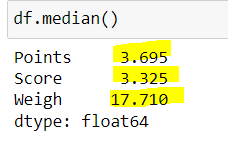 df.median()
Points 3.695
Score 3.325
Weigh 17.710
dtype: float64